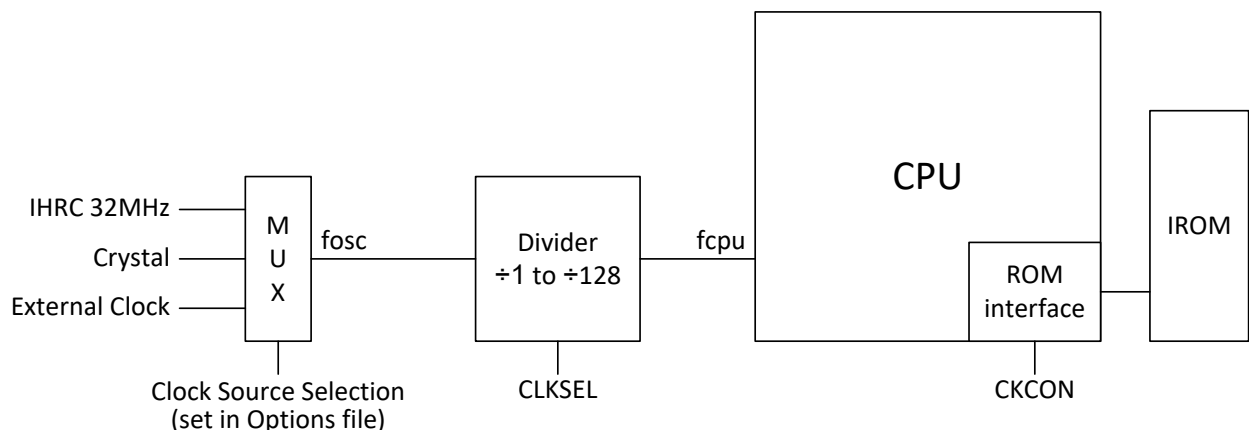 CPU
IROM
IHRC 32MHz
Crystal
External Clock
M
U
X
fosc
Divider
÷1 to ÷128
fcpu
ROM
interface
Clock Source Selection
(set in Options file)
CLKSEL
CKCON